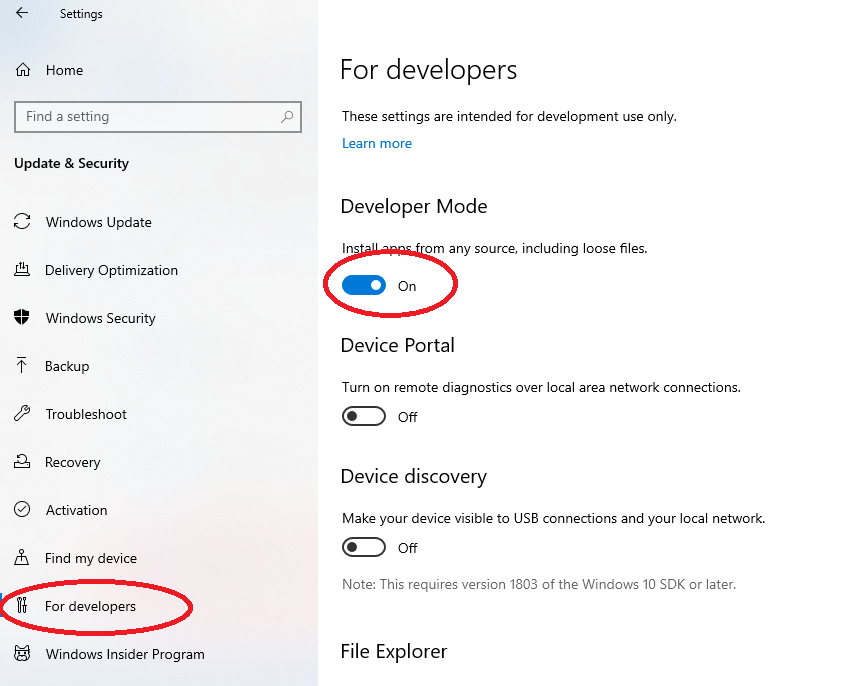 Settings
Home
Find a setting
Update & Security
Windows Update
Delivery Optimization
Windows Security
Backup
Troubleshoot
Recovery
Activation
Find my device
For developers
Windows Insider Program
For developers
These settings are intended for development use only.
Learn more
Developer Mode
Install apps from any source, including loose files.
On
Device Portal
Turn on remote diagnostics over local area network connections.
Off
Device discovery
Make your device visible to USB connections and your local network.
Off
Note: This requires version 1803 of the Windows 10 SDK or later.
File Explorer